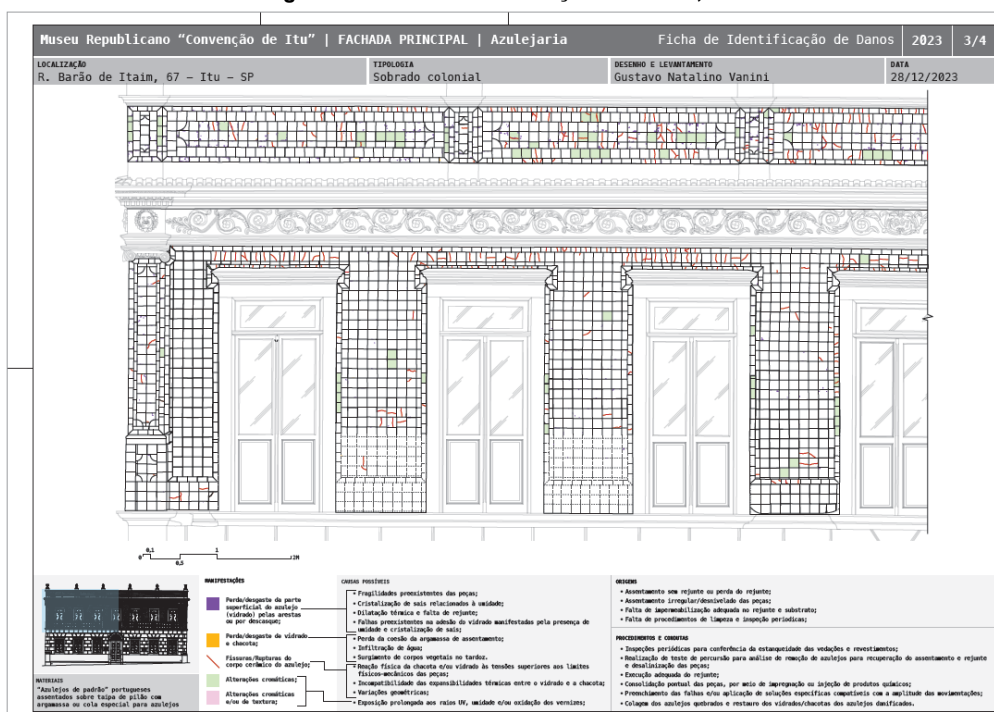 Museu Republicano “Convenção de Itu” | FACHADA PRINCIPAL | Azulejaria
Ficha de Identificação de Danos
2023
3/4
LOCALIZAÇÃO
R. Barão de Itaim, 67 – Itu – SP
TIPOLOGIA
Sobrado colonial
DESENHO E LEVANTAMENTO
Gustavo Natalino Vanini
DATA
28/12/2023
0 0,1 0,5 1 2M
MANIFESTAÇÕES
Perda/desgaste da parte
superficial do azulejo
(vidrado) pelas arestas
ou por descasque;
Perda/desgaste de vidrado
e chacota;
Fissuras/Rupturas do
corpo cerâmico do azulejo;
Alterações cromáticas;
Alterações cromáticas
e/ou de textura;
CAUSAS POSSÍVEIS
• Fragilidades preexistentes das peças;
• Cristalização de sais relacionados à umidade;
• Dilatação térmica e falta de rejunte;
• Falhas preexistentes na adesão do vidrado manifestadas pela presença de
umidade e cristalização de sais;
• Perda da coesão da argamassa de assentamento;
• Infiltração de água;
• Surgimento de corpos vegetais no tardoz.
• Reação física da chacota e/ou vidrado às tensões superiores aos limites
físicos-mecânicos das peças;
• Incompatibilidade das expansibilidades térmicas entre o vidrado e a chacota;
• Variações geométricas;
• Exposição prolongada aos raios UV, umidade e/ou oxidação dos vernizes;
ORIGENS
• Assentamento sem rejunte ou perda do rejunte;
• Assentamento irregular/desnivelado das peças;
• Falta de impermeabilização adequada no rejunte e substrato;
• Falta de procedimentos de limpeza e inspeção periodicas;
PROCEDIMENTOS E CONDUTAS
• Inspeções periódicas para conferência da estanqueidade das vedações e revestimentos;
• Realização de teste de percursão para análise de remoção de azulejos para recuperação do assentamento e rejunte
e desalinização das peças;
• Execução adequada do rejunte;
• Consolidação pontual das peças, por meio de impregnação ou injeção de produtos químicos;
• Preenchimento das falhas e/ou aplicação de soluções específicas compatíveis com a amplitude das movimentações;
• Colagem dos azulejos quebrados e restauro dos vidrados/chacotas dos azulejos danificados.
MATERIAIS
"Azulejos de padrão" portugueses
assentados sobre taipa de pilão com
argamassa ou cola especial para azulejos